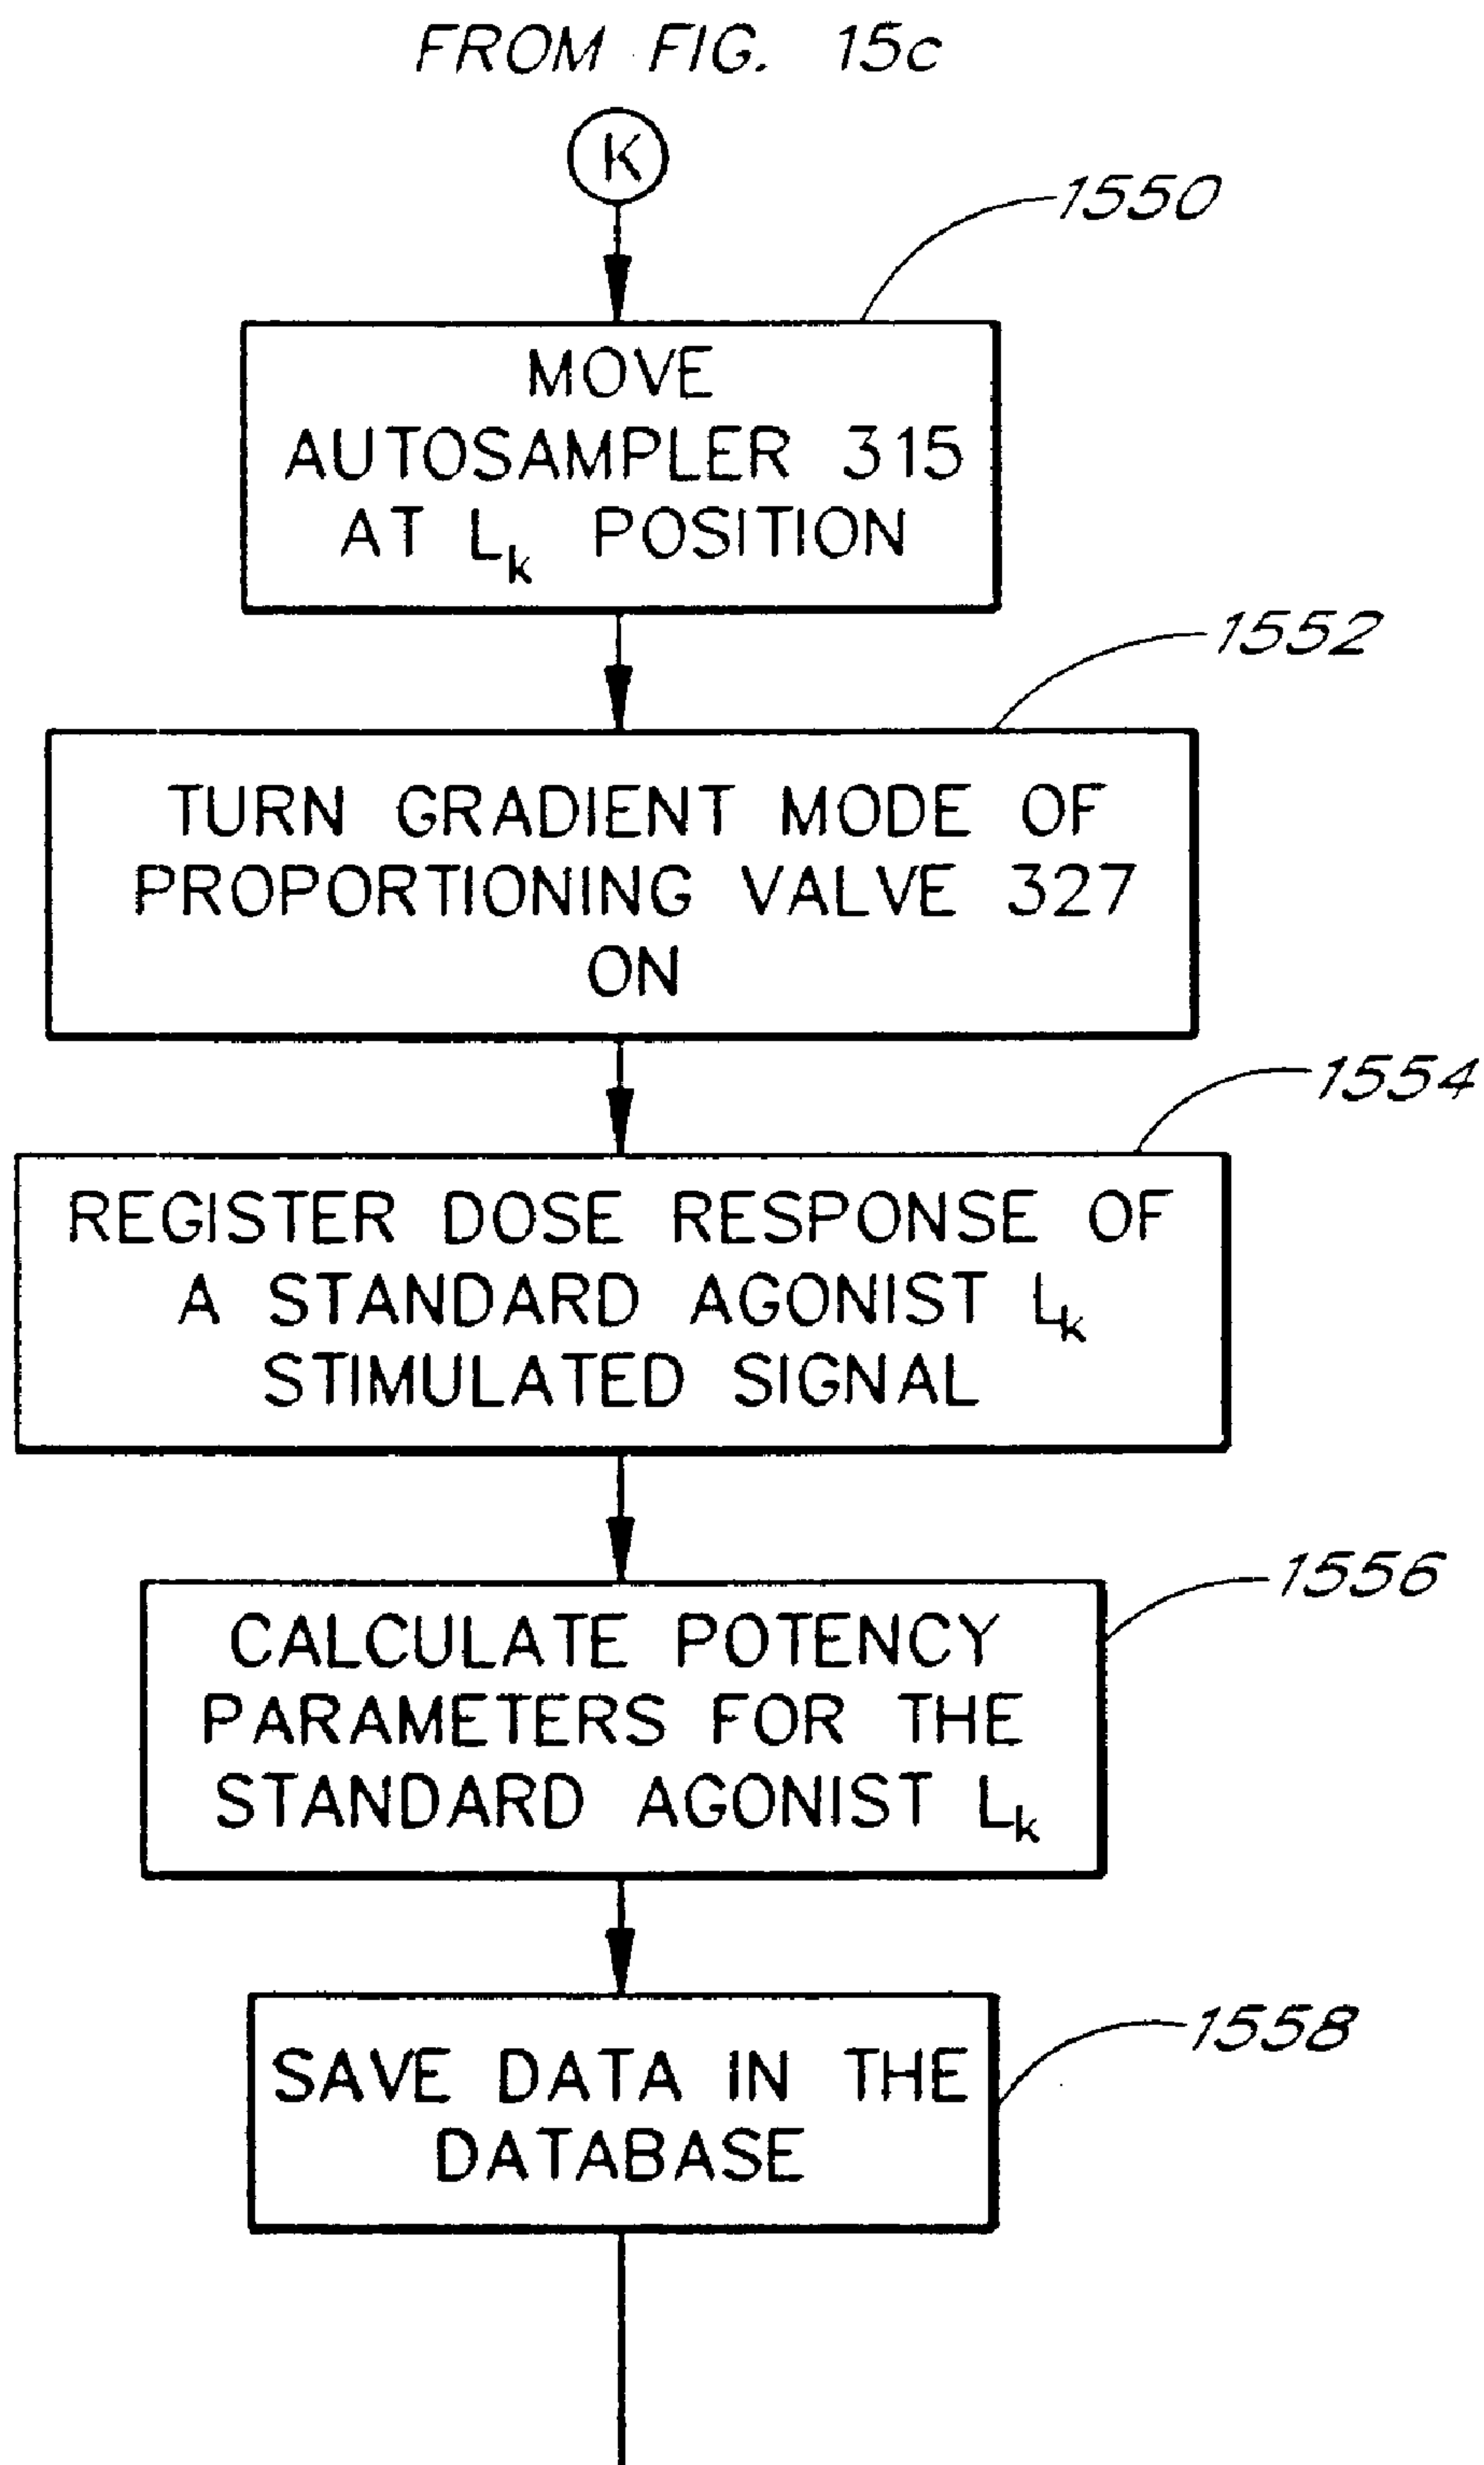 FROM FIG. 15c
K
1550
MOVE
AUTOSAMPLER 315
AT Lk POSITION
1552
TURN GRADIENT MODE OF
PROPORTIONING VALVE 327
ON
1554
REGISTER DOSE RESPONSE OF
A STANDARD AGONIST Lk
STIMULATED SIGNAL
1556
CALCULATE POTENCY
PARAMETERS FOR THE
STANDARD AGONIST Lk
1558
SAVE DATA IN THE
DATABASE